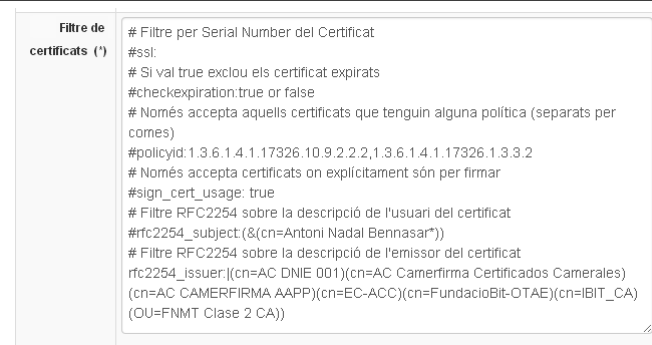 Filtre de
certificats (*)
# Filtre per Serial Number del Certificat
#ssl:
# Si val true exclou els certificat expirats
#checkexpiration:true or false
# Només accepta aquells certificats que tenguin alguna política (separats per
comes)
#policyid:1.3.6.1.4.1.17326.10.9.2.2.2,1.3.6.1.4.1.17326.1.3.3.2
# Només accepta certificats on explícitament són per firmar
#sign_cert_usage: true
# Filtre RFC2254 sobre la descripció de l'usuari del certificat
#rfc2254_subject:(&(cn=Antoni Nadal Bennasar*))
# Filtre RFC2254 sobre la descripció de l'emissor del certificat
rfc2254_issuer:|(cn=AC DNIE 001)(cn=AC Camerfirma Certificados Camerales)
(cn=AC CAMERFIRMA AAPP)(cn=EC-ACC)(cn=FundacioBit-OTAE)(cn=IBIT_CA)
(OU=FNMT Clase 2 CA))